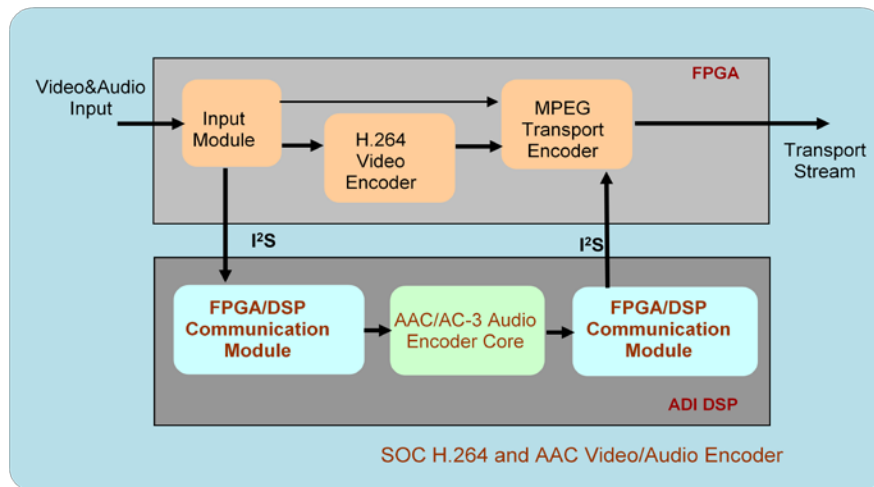 FPGA
Video&Audio
Input
Input
Module
H.264
Video
Encoder
MPEG
Transport
Encoder
Transport
Stream
I²S
I²S
FPGA/DSP
Communication
Module
AAC/AC-3 Audio
Encoder Core
FPGA/DSP
Communication
Module
ADI DSP
SOC H.264 and AAC Video/Audio Encoder